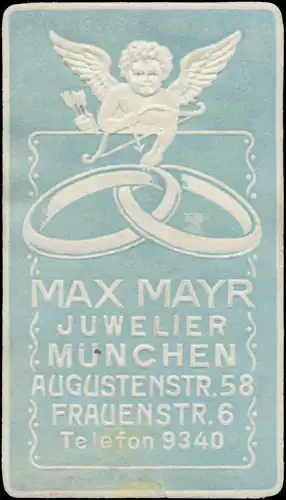 MAX MAYR
JUWELIER
MÜNCHEN
AUGUSTENSTR. 58
FRAUENSTR. 6
Telefon 9340